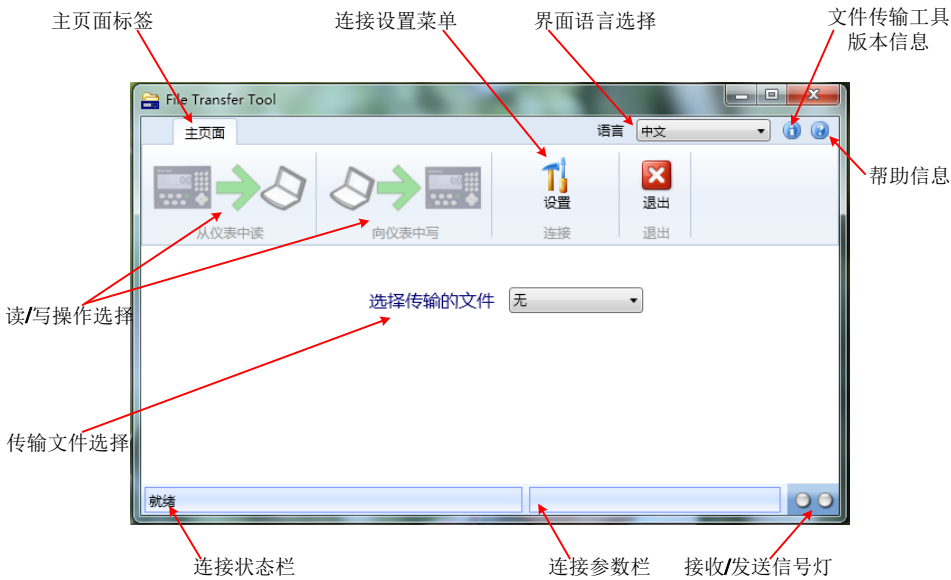 主页面标签
连接设置菜单
界面语言选择
文件传输工具
版本信息
File Transfer Tool
主页面
语言
中文
帮助信息
设置
退出
从仪表中读
向仪表中写
连接
退出
读/写操作选择
选择传输的文件
无
传输文件选择
就绪
连接状态栏
连接参数栏
接收/发送信号灯